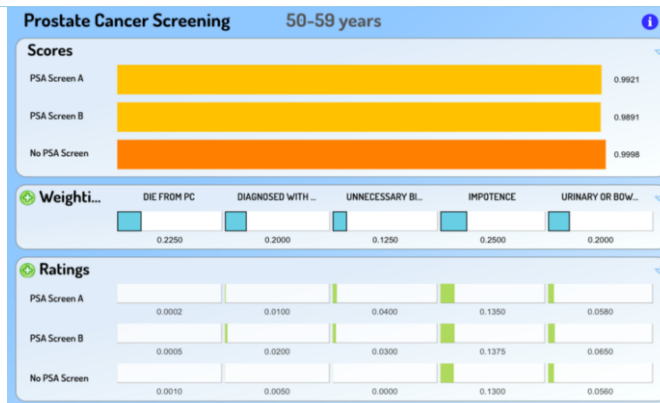 Prostate Cancer Screening 50-59 years i
Scores
PSA Screen A 0.9921
PSA Screen B 0.9891
No PSA Screen 0.9998
Weighti... DIE FROM PC DIAGNOSED WITH ... UNNECESSARY BI... IMPOTENCE URINARY OR BOW...
0.2250 0.2000 0.1250 0.2500 0.2000
Ratings
PSA Screen A
0.0002 0.0100 0.0400 0.1350 0.0580
PSA Screen B
0.0005 0.0200 0.0300 0.1375 0.0650
No PSA Screen
0.0010 0.0050 0.0000 0.1300 0.0560